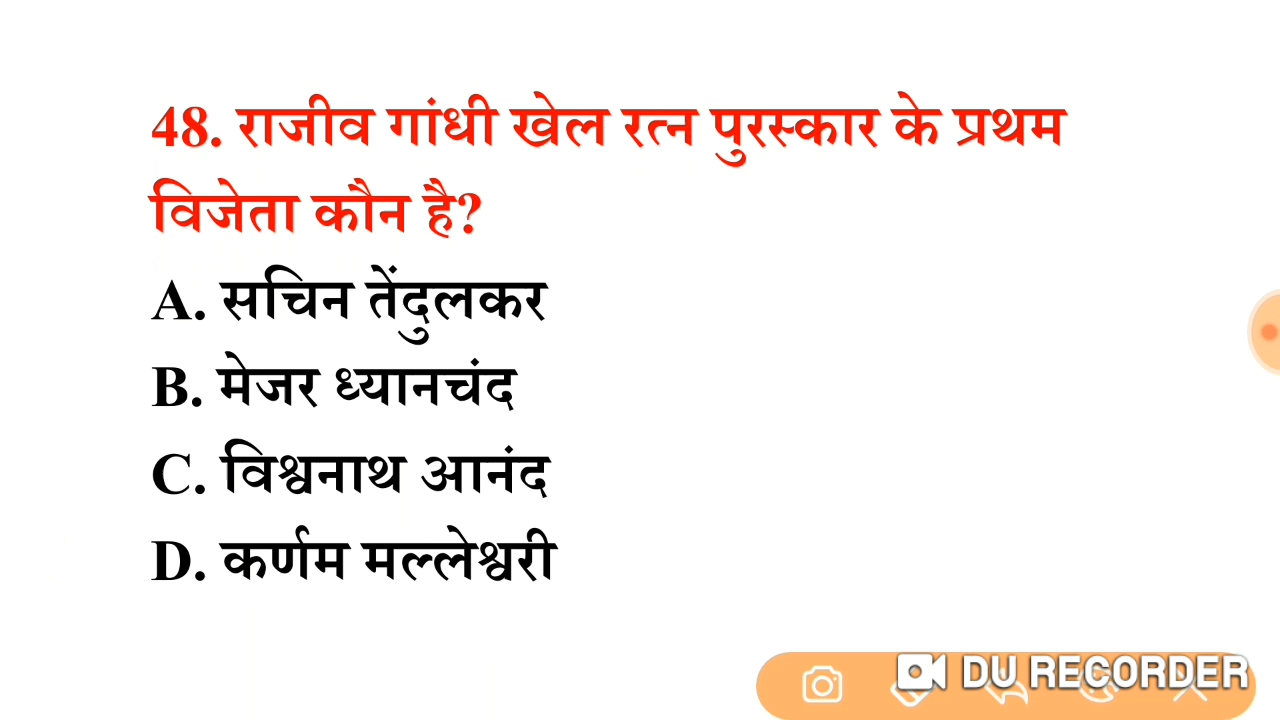 48. राजीव गांधी खेल रत्न पुरस्कार के प्रथम
विजेता कौन है?
A. सचिन तेंदुलकर
B. मेजर ध्यानचंद
C. विश्वनाथ आनंद
D. कर्णम मल्लेश्वरी
DU RECORDER